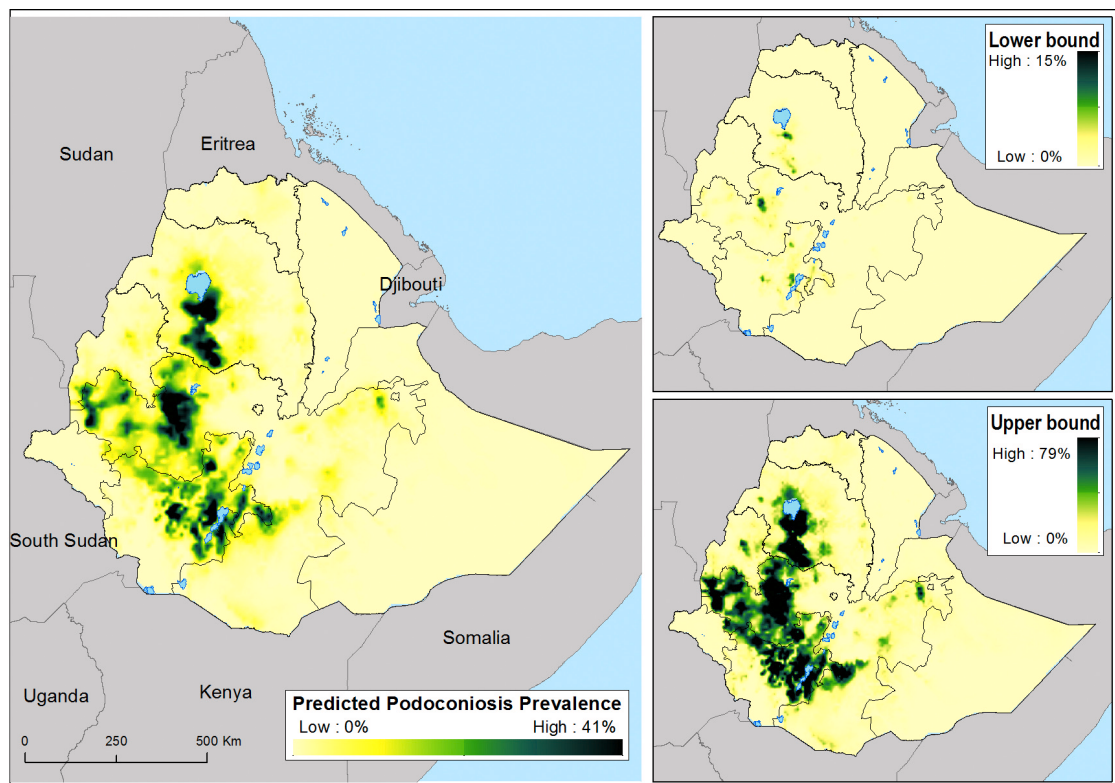 Sudan
Eritrea
Djibouti
South Sudan
Somalia
Uganda
Kenya
Predicted Podoconiosis Prevalence
Low : 0% High : 41%
0 250 500 Km
Lower bound
High : 15%
Low : 0%
Upper bound
High : 79%
Low : 0%